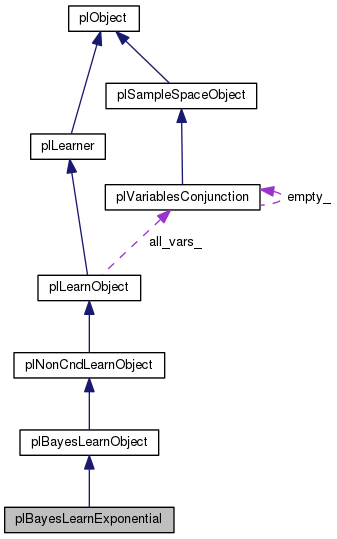 plObject
plSampleSpaceObject
plLearner
plVariablesConjunction
empty_
all_vars_
plLearnObject
plNonCndLearnObject
plBayesLearnObject
plBayesLearnExponential